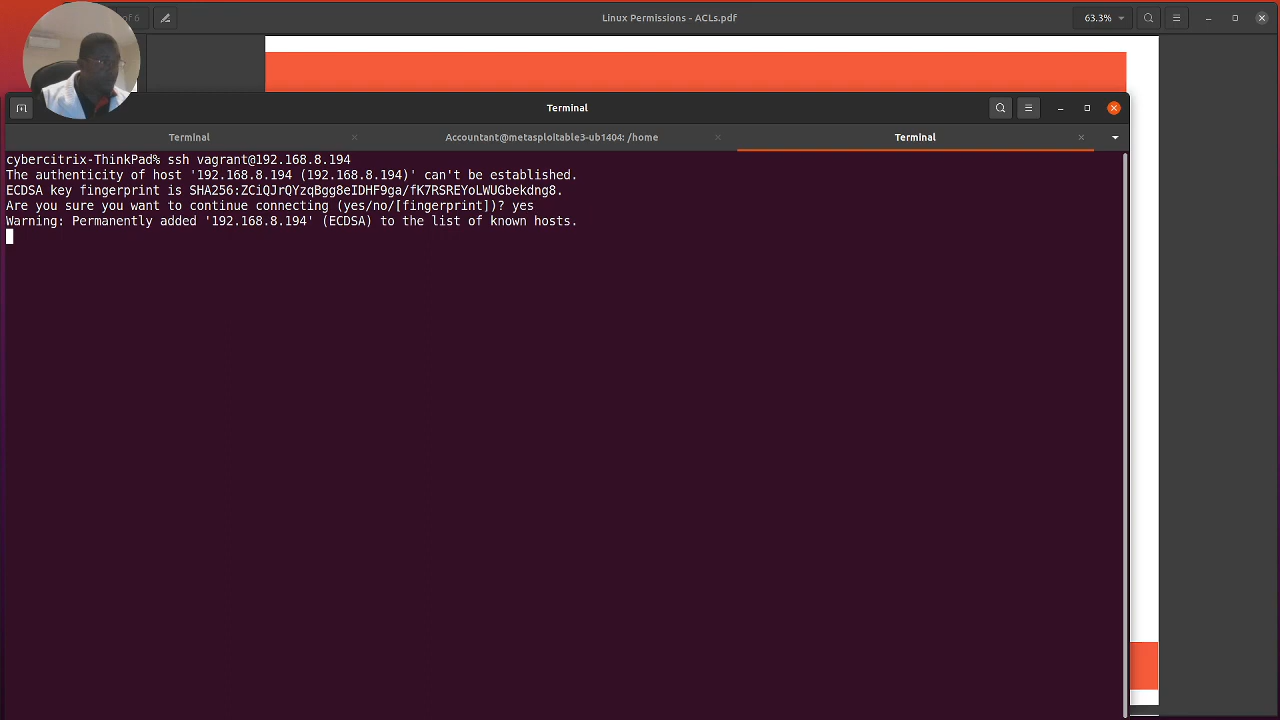 of 6
Linux Permissions - ACLs.pdf
63.3%
Terminal
Terminal
Accountant@metasploitable3-ub1404: /home
Terminal
cybercitrix-ThinkPad% ssh vagrant@192.168.8.194
The authenticity of host '192.168.8.194 (192.168.8.194)' can't be established.
ECDSA key fingerprint is SHA256:ZCiQJrQYzqBgg8eIDHF9ga/fK7RSREYoLWUGbekdng8.
Are you sure you want to continue connecting (yes/no/[fingerprint])? yes
Warning: Permanently added '192.168.8.194' (ECDSA) to the list of known hosts.